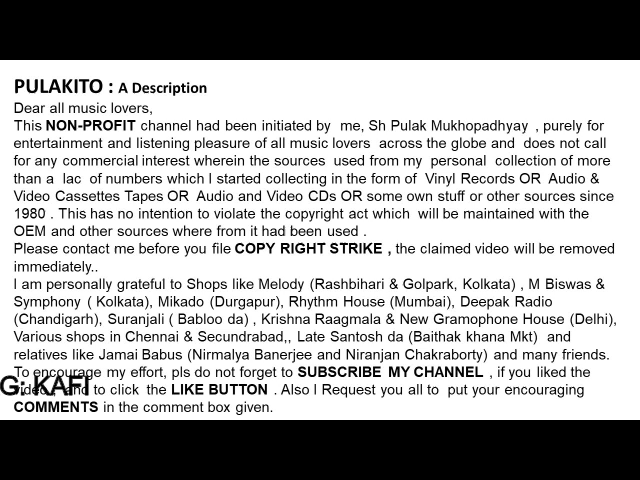 PULAKITO : A Description
Dear all music lovers,
This NON-PROFIT channel had been initiated by me, Sh Pulak Mukhopadhyay , purely for
entertainment and listening pleasure of all music lovers across the globe and does not call
for any commercial interest wherein the sources used from my personal collection of more
than a lac of numbers which I started collecting in the form of Vinyl Records OR Audio &
Video Cassettes Tapes OR Audio and Video CDs OR some own stuff or other sources since
1980 . This has no intention to violate the copyright act which will be maintained with the
OEM and other sources where from it had been used .
Please contact me before you file COPY RIGHT STRIKE , the claimed video will be removed
immediately..
I am personally grateful to Shops like Melody (Rashbihari & Golpark, Kolkata) , M Biswas &
Symphony ( Kolkata), Mikado (Durgapur), Rhythm House (Mumbai), Deepak Radio
(Chandigarh), Suranjali ( Babloo da) , Krishna Raagmala & New Gramophone House (Delhi),
Various shops in Chennai & Secundrabad,, Late Santosh da (Baithak khana Mkt) and
relatives like Jamai Babus (Nirmalya Banerjee and Niranjan Chakraborty) and many friends.
To encourage my effort, pls do not forget to SUBSCRIBE MY CHANNEL , if you liked the
G: KAFI
video , and to click the LIKE BUTTON . Also I Request you all to put your encouraging
COMMENTS in the comment box given.